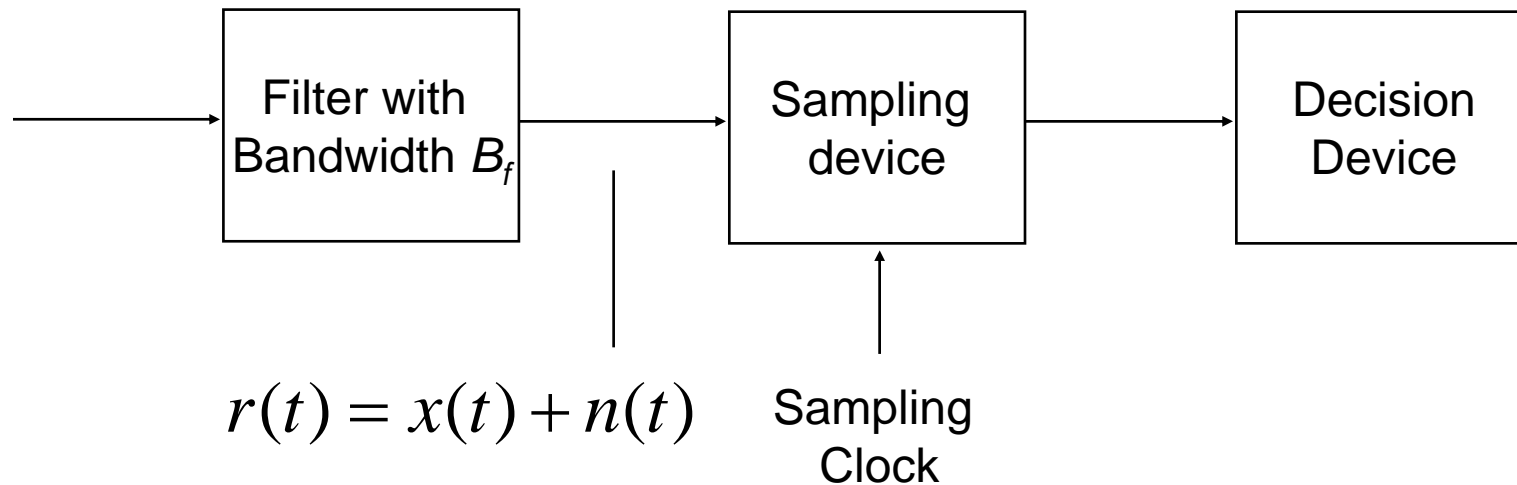 Filter with
Bandwidth B_f
Sampling
device
Decision
Device
r(t) = x(t) + n(t)
Sampling
Clock